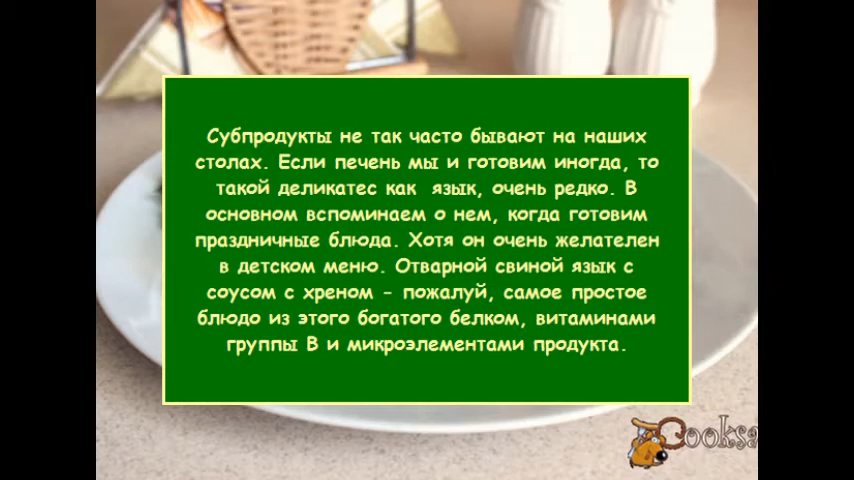 Субпродукты не так часто бывают на наших
столах. Если печень мы и готовим иногда, то
такой деликатес как  язык, очень редко. В
основном вспоминаем о нем, когда готовим
праздничные блюда. Хотя он очень желателен
в детском меню. Отварной свиной язык с
соусом с хреном - пожалуй, самое простое
блюдо из этого богатого белком, витаминами
группы В и микроэлементами продукта.